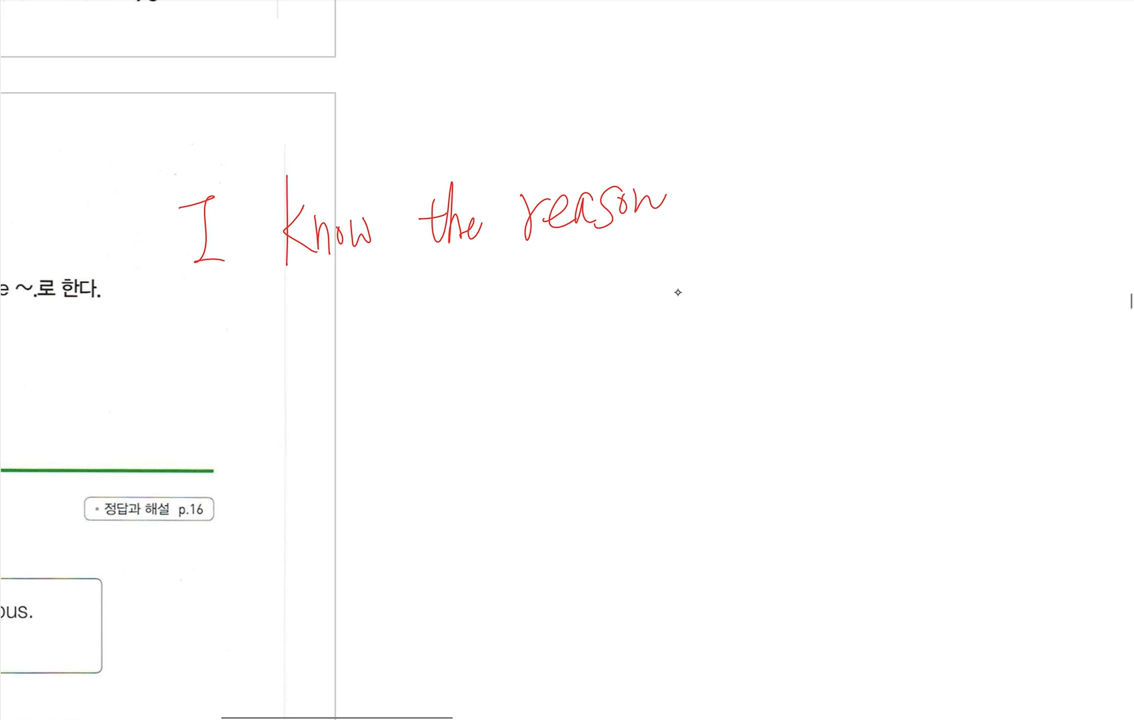 I know the reason
e ~.로 한다.
• 정답과 해설 p.16
ous.